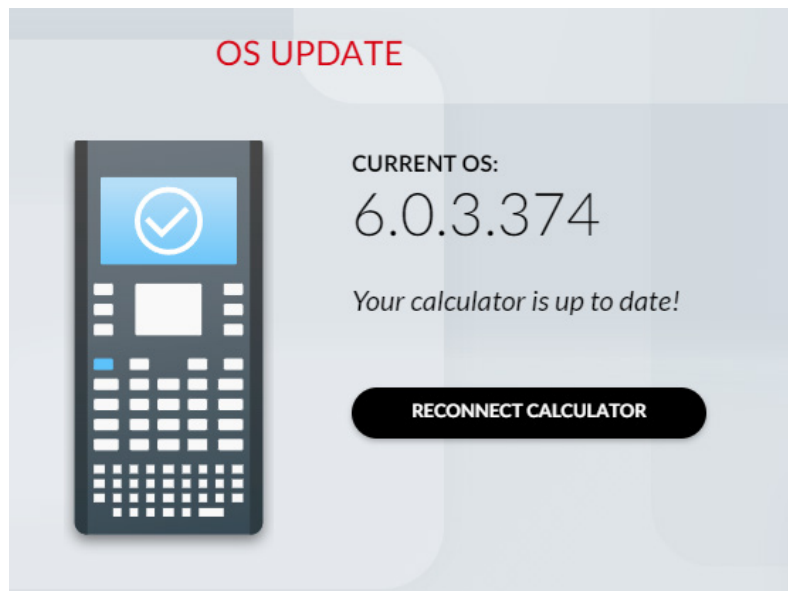 OS UPDATE
CURRENT OS:
6.0.3.374
Your calculator is up to date!
RECONNECT CALCULATOR